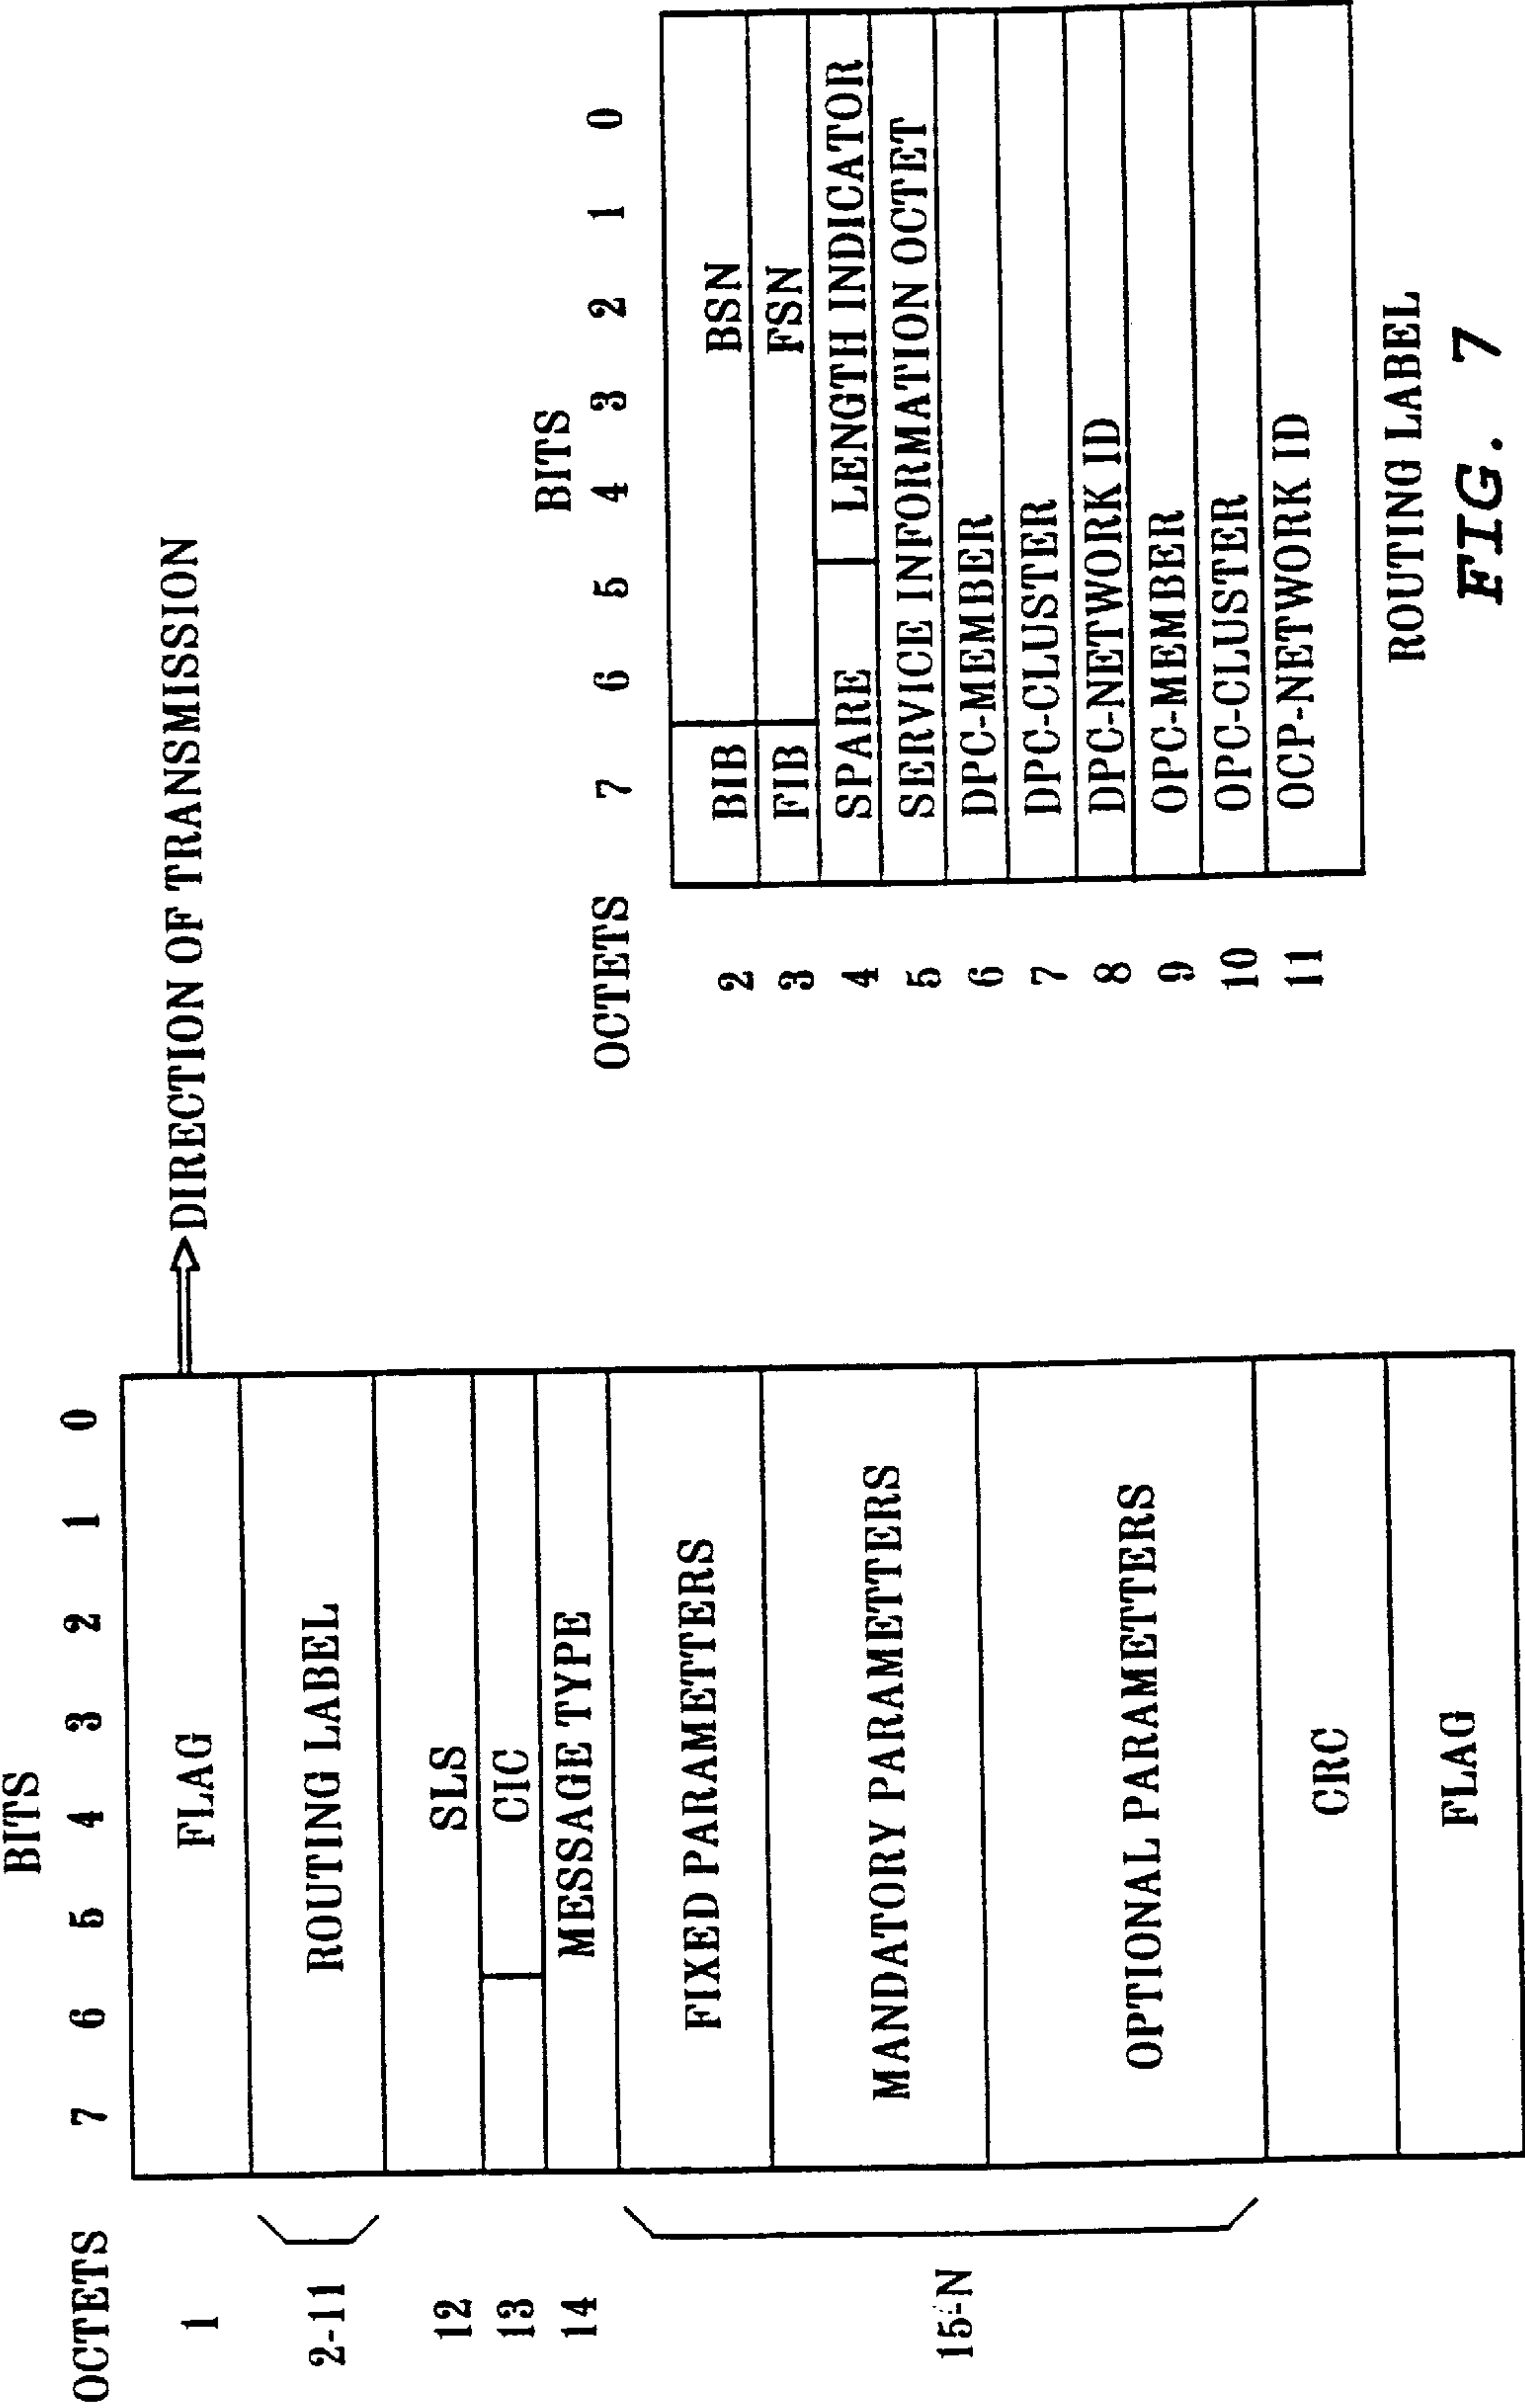 BITS
OCTETS 7 6 5 4 3 2 1 0
1 FLAG
DIRECTION OF TRANSMISSION
2-11 ROUTING LABEL
12 SLS
13 CIC
14 MESSAGE TYPE
FIXED PARAMETTERS
15-N MANDATORY PARAMETTERS
OPTIONAL PARAMETTERS
CRC
FLAG
BITS
OCTETS 7 6 5 4 3 2 1 0
2 BIB BSN
3 FIB FSN
4 SPARE LENGTH INDICATOR
5 SERVICE INFORMATION OCTET
6 DPC-MEMBER
7 DPC-CLUSTER
8 DPC-NETWORK ID
9 OPC-MEMBER
10 OPC-CLUSTER
11 OCP-NETWORK ID
ROUTING LABEL
FIG. 7